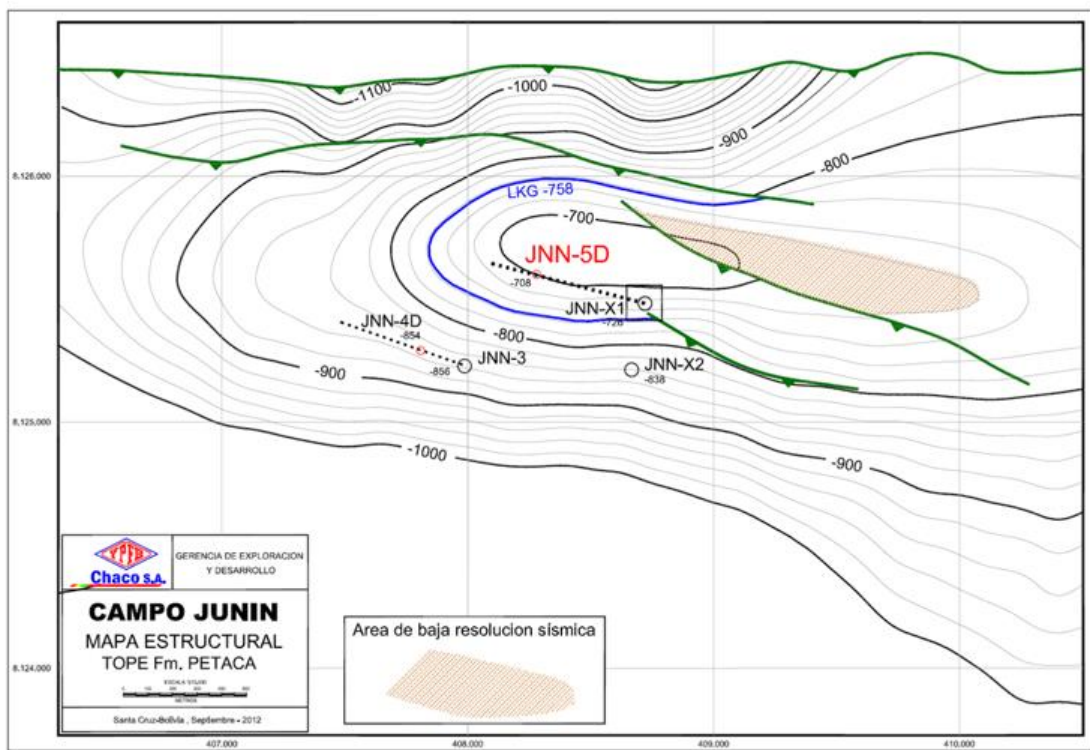 -1100
-1000
-900
-800
LKG -758
-700
JNN-5D
-708
JNN-X1
-726
JNN-4D
-854
-800
JNN-3
-856
JNN-X2
-838
-900
-1000
-900
8,126,000
8,125,000
8,124,000
YPFB
Chaco S.A.
GERENCIA DE EXPLORACION
Y DESARROLLO
CAMPO JUNIN
MAPA ESTRUCTURAL
TOPE Fm. PETACA
METROS
Santa Cruz-Bolivia , Septiembre - 2012
Area de baja resolucion sísmica
407,000
408,000
409,000
410,000